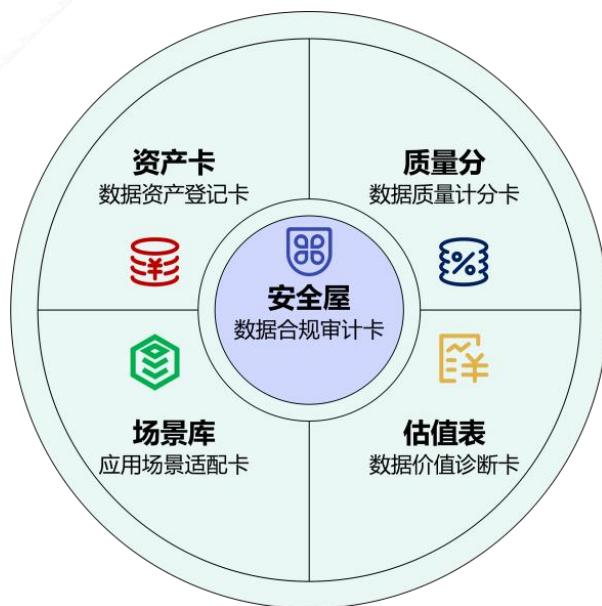 资产卡
数据资产登记卡
质量分
数据质量计分卡
安全屋
数据合规审计卡
场景库
应用场景适配卡
估值表
数据价值诊断卡